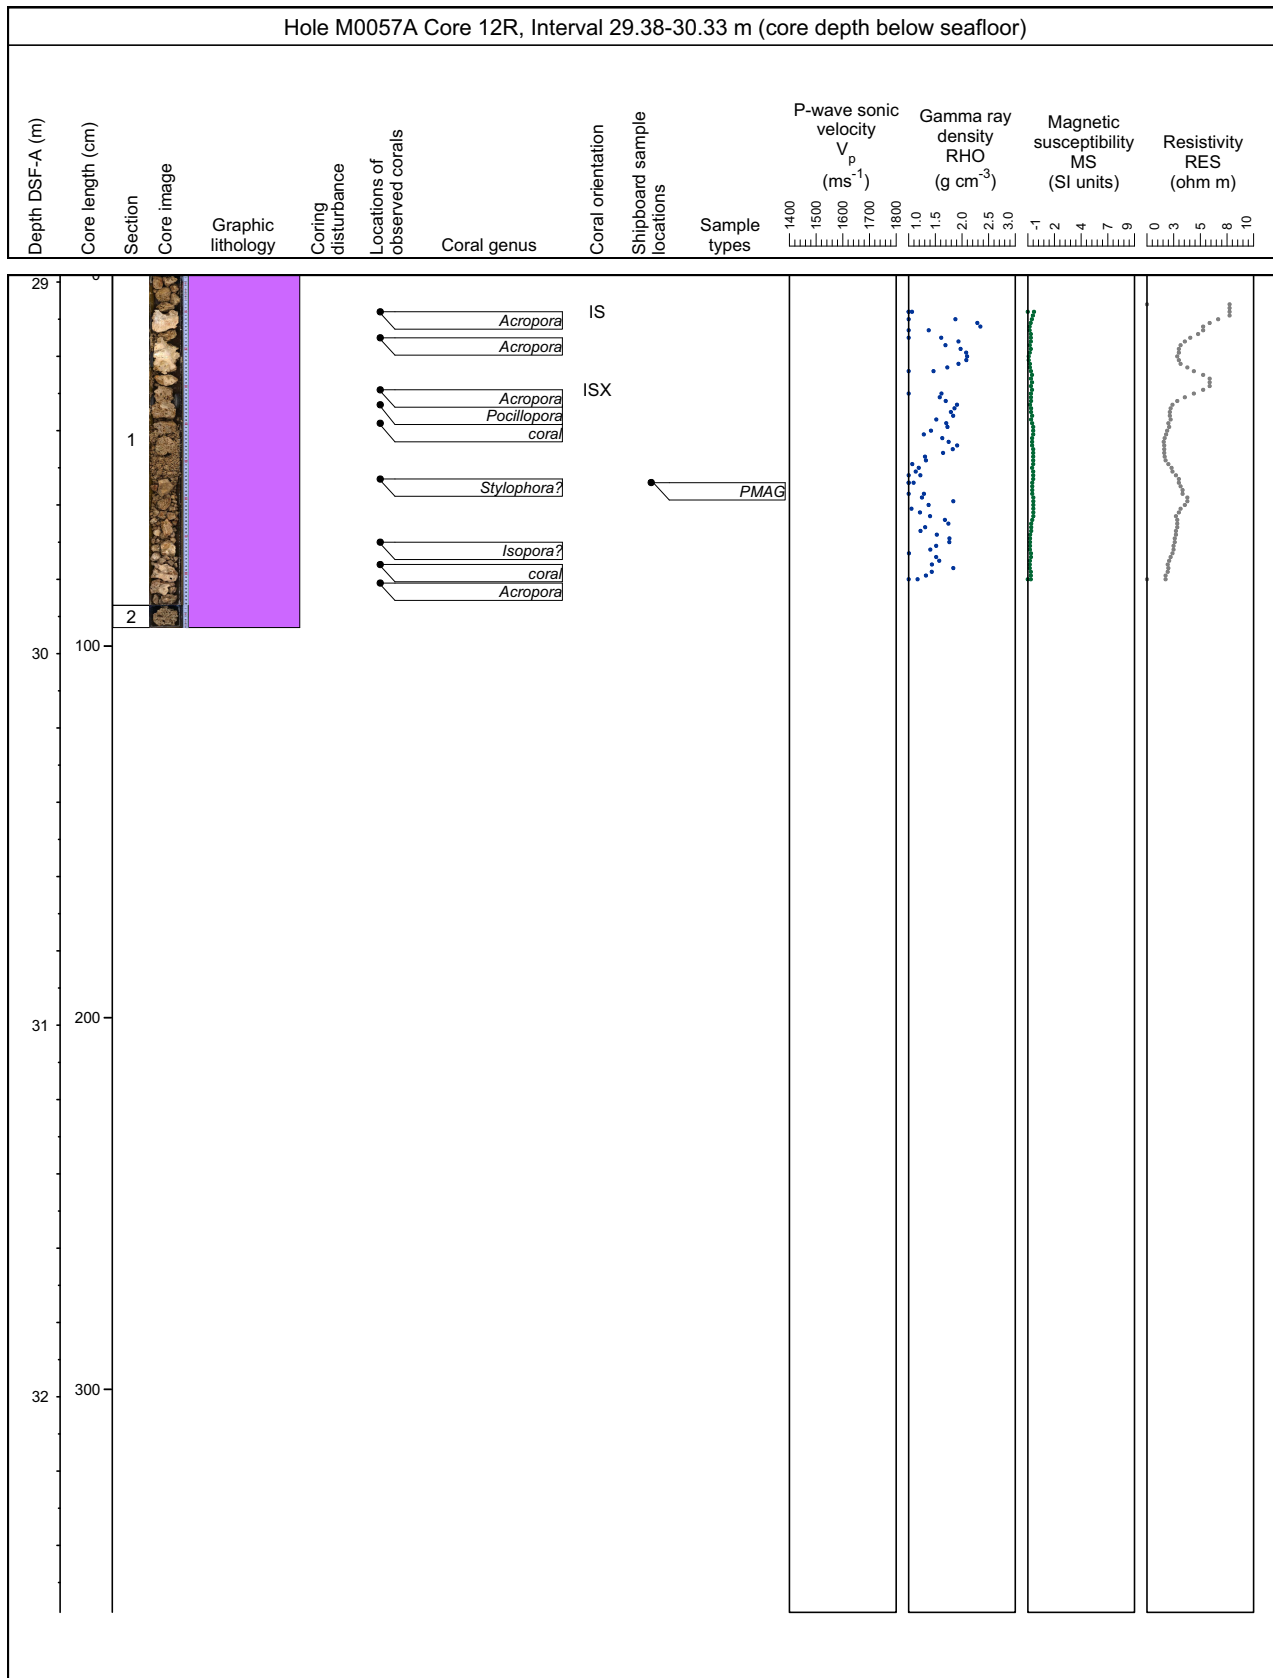 Hole M0057A Core 12R, Interval 29.38-30.33 m (core depth below seafloor)
Depth DSF-A (m)
Core length (cm)
Section
Core image
Graphic
lithology
Coring
disturbance
Locations of
observed corals
Coral genus
Coral orientation
Shipboard sample
locations
Sample
types
P-wave sonic
velocity
Vp
(ms-1)
1400
1500
1600
1700
1800
Gamma ray
density
RHO
(g cm-3)
1.0
1.5
2.0
2.5
3.0
Magnetic
susceptibility
MS
(SI units)
-1
2
4
7
9
Resistivity
RES
(ohm m)
0
3
5
8
10
29
0
Acropora
IS
Acropora
Acropora
ISX
Pocillopora
coral
1
Stylophora?
PMAG
Isopora?
coral
Acropora
2
100
30
200
31
300
32